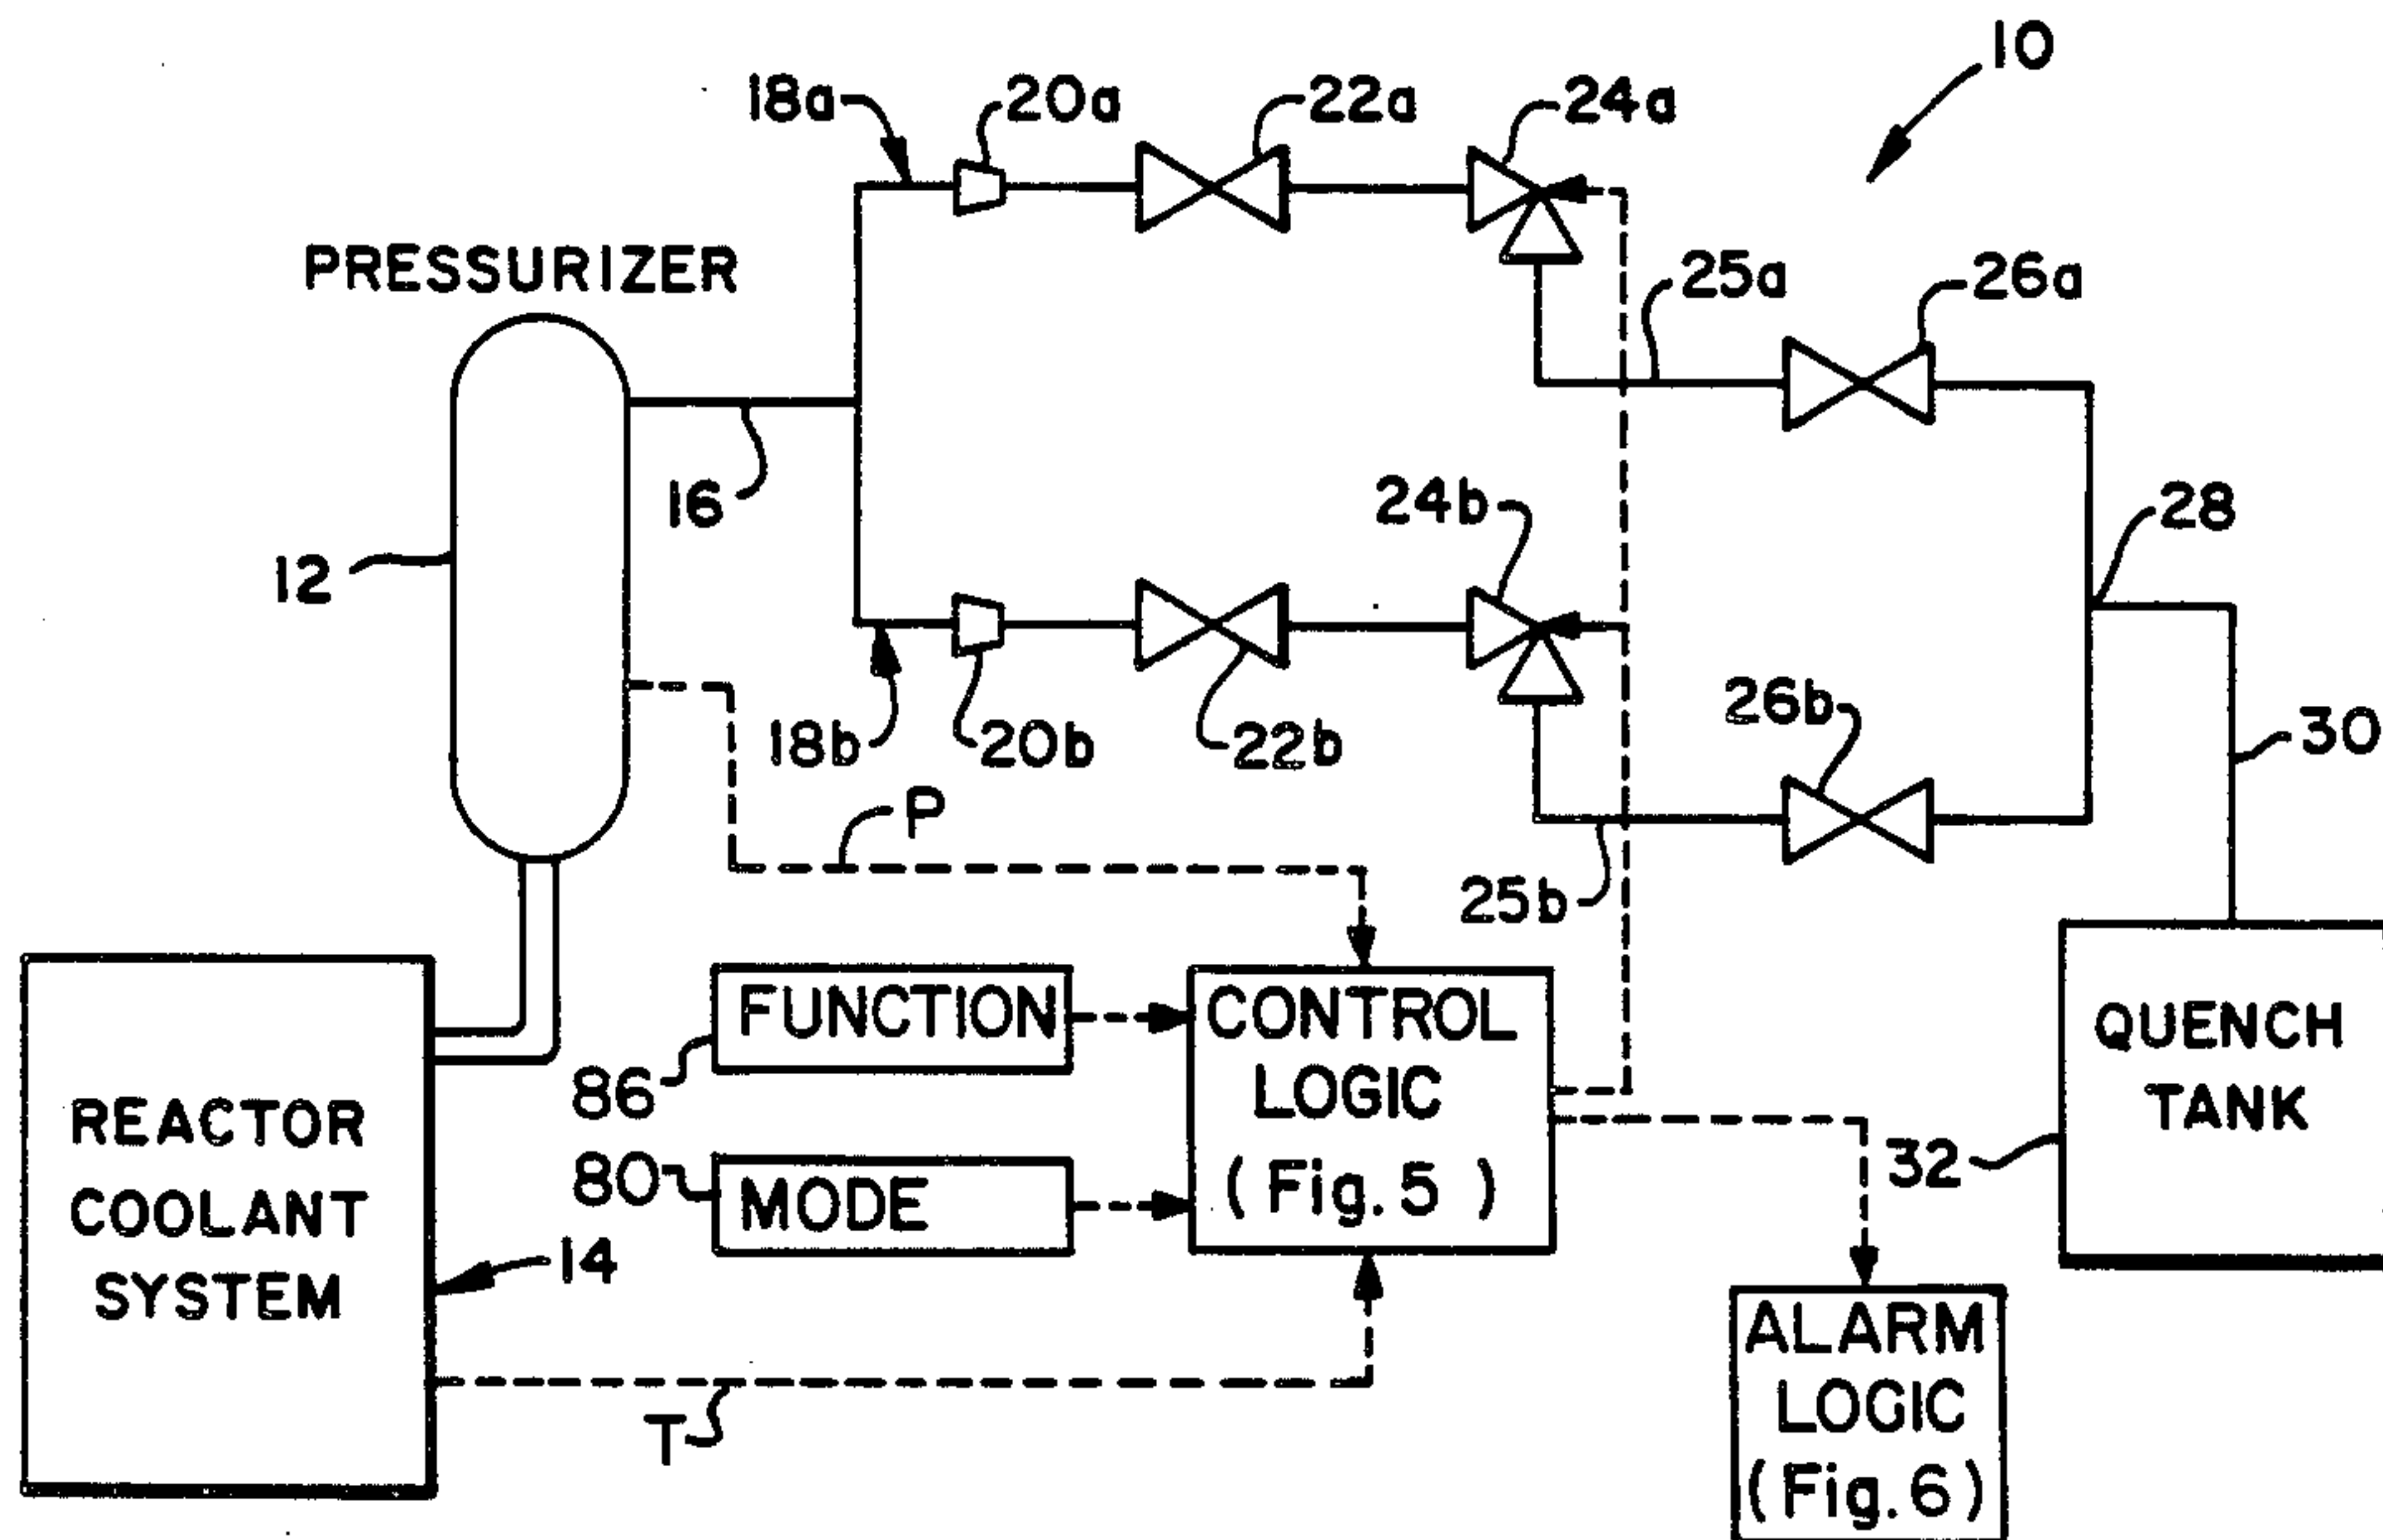 10
18a
20a
22a
24a
PRESSURIZER
25a
26a
16
24b
28
12
18b
20b
22b
26b
30
P
25b
FUNCTION
86
MODE
80
CONTROL
LOGIC
(Fig. 5 )
QUENCH
TANK
32
REACTOR
COOLANT
SYSTEM
14
ALARM
LOGIC
(Fig. 6)
T